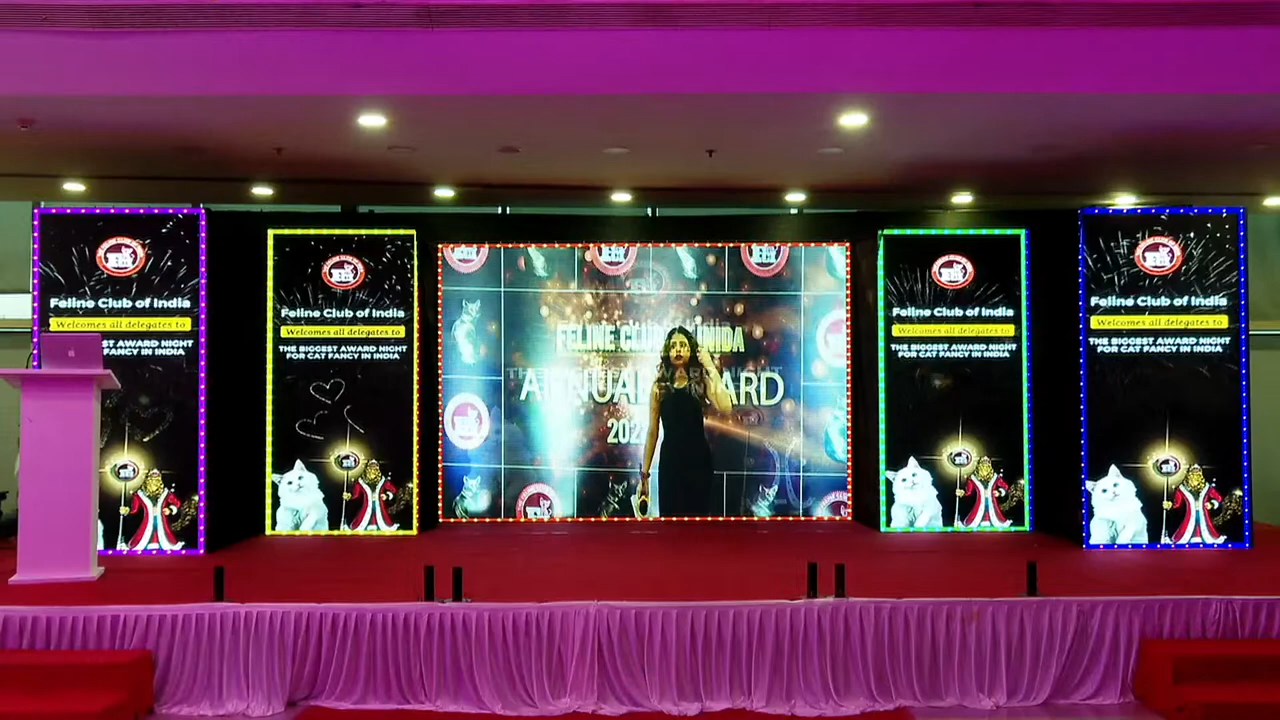 Feline Club of India
Welcomes all delegates to
AWARD NIGHT
FANCY IN INDIA
Feline Club of India
Welcomes all delegates to
THE BIGGEST AWARD NIGHT
FOR CAT FANCY IN INDIA
FELINE CLUB INIDA
THE BIGGEST AWARD NIGHT
ANNUAL AWARD
Feline Club of India
Welcomes all delegates to
THE BIGGEST AWARD NIGHT
FOR CAT FANCY IN INDIA
Feline Club of India
Welcomes all delegates to
THE BIGGEST AWARD NIGHT
FOR CAT FANCY IN INDIA